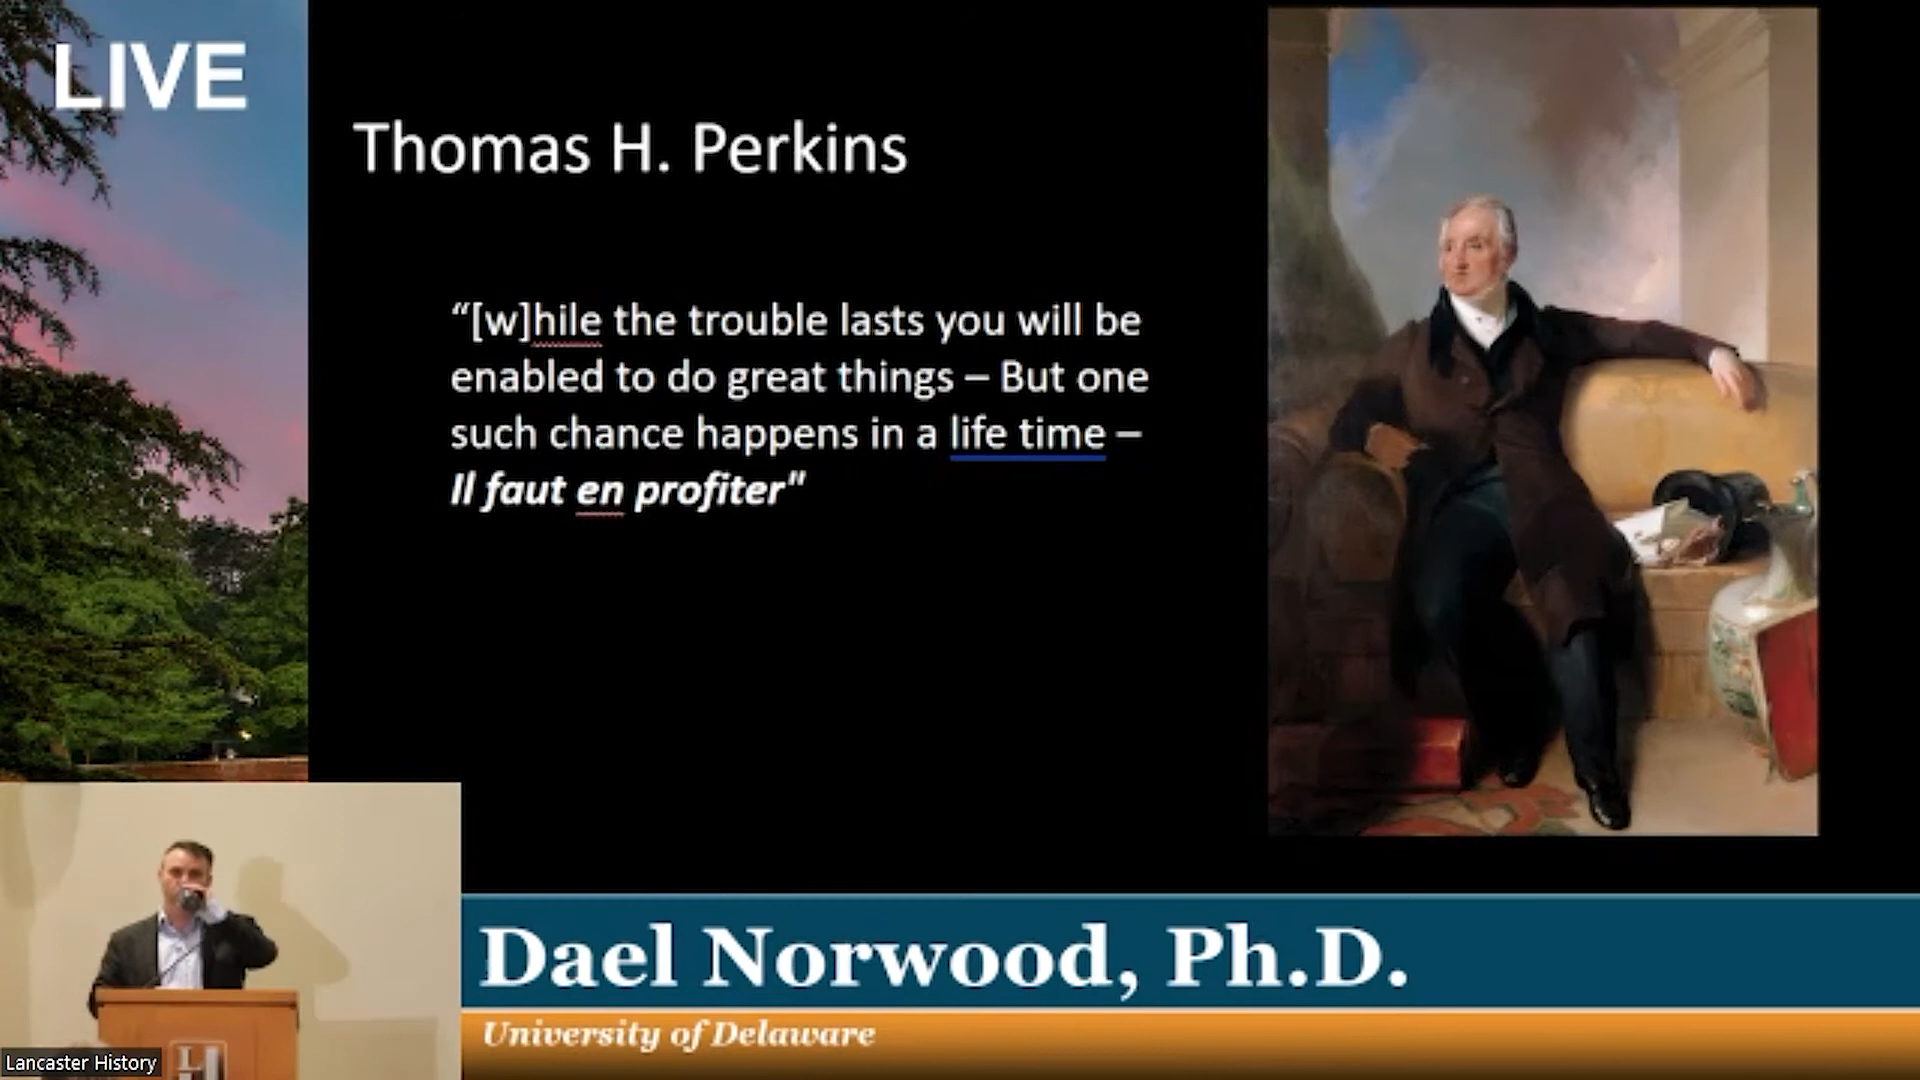 LIVE
Thomas H. Perkins
“[w]hile the trouble lasts you will be
enabled to do great things – But one
such chance happens in a life time –
Il faut en profiter"
Dael Norwood, Ph.D.
University of Delaware
Lancaster History
LH